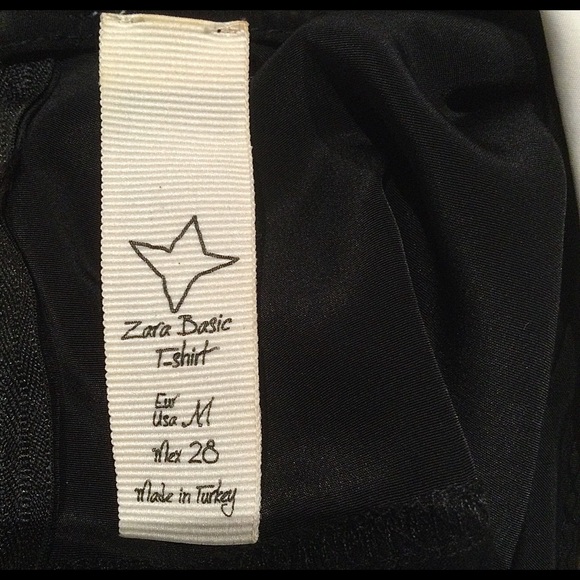 Zara Basic
T-shirt
Eur
Usa M
Mex 28
Made in Turkey